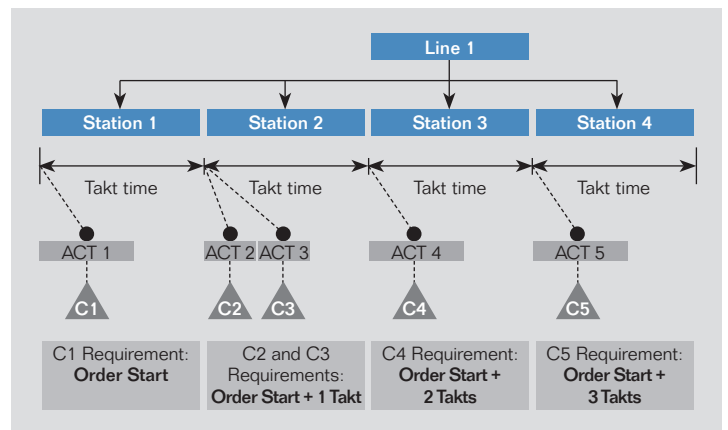 Line 1
Station 1 Station 2 Station 3 Station 4
Takt time Takt time Takt time Takt time
ACT 1 ACT 2 ACT 3 ACT 4 ACT 5
C1 C2 C3 C4 C5
C1 Requirement:
Order Start
C2 and C3
Requirements:
Order Start + 1 Takt
C4 Requirement:
Order Start +
2 Takts
C5 Requirement:
Order Start +
3 Takts